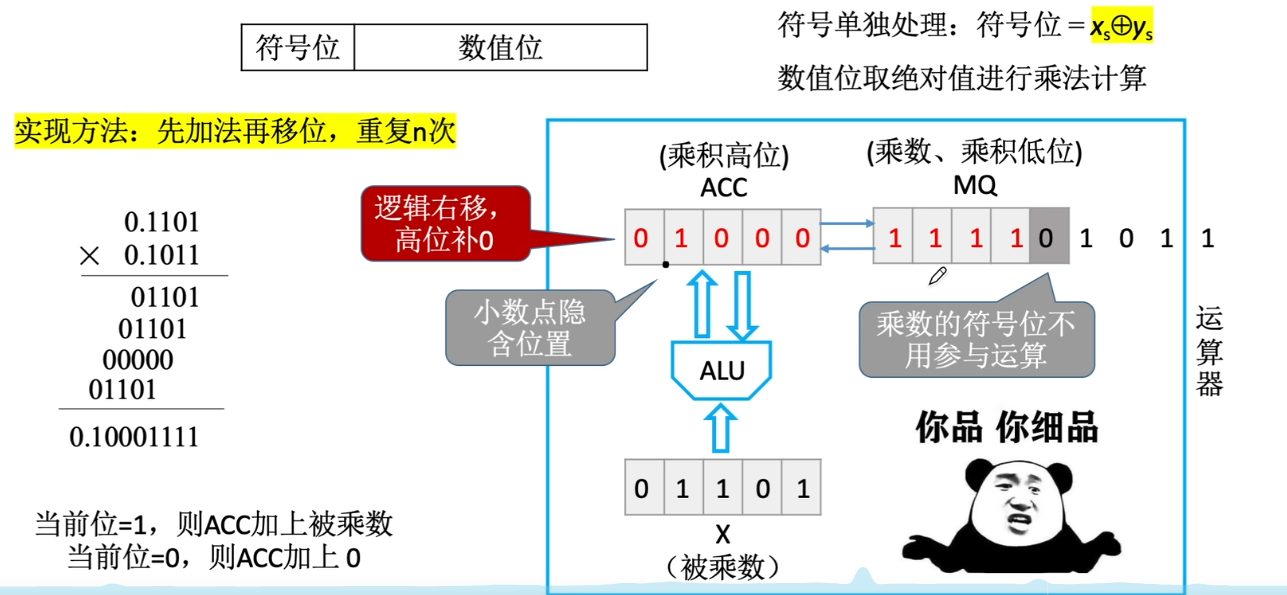 符号位 数值位
符号单独处理：符号位 = xs⊕ys
数值位取绝对值进行乘法计算
实现方法：先加法再移位，重复n次
0.1101
× 0.1011
01101
01101
00000
01101
0.10001111
当前位=1，则ACC加上被乘数
当前位=0，则ACC加上 0
(乘积高位)
ACC
(乘数、乘积低位)
MQ
逻辑右移，
高位补0
0 1 0 0 0
1 1 1 1 0 1 0 1 1
小数点隐
含位置
乘数的符号位不
用参与运算
ALU
运
算
器
0 1 1 0 1
X
（被乘数）
你品 你细品